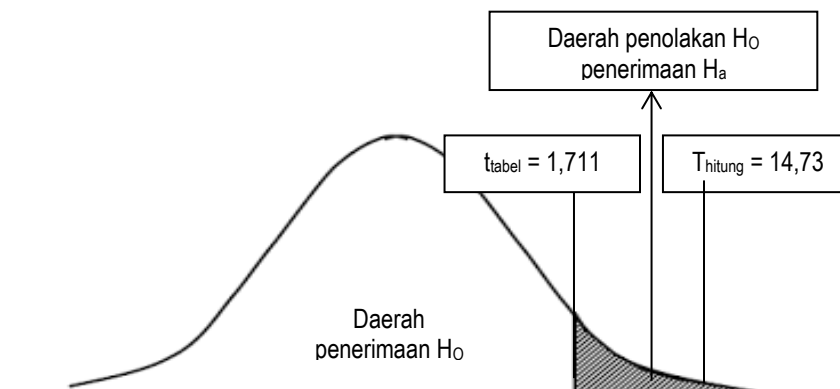 Daerah penolakan HO
penerimaan Ha
ttabel = 1,711
Thitung = 14,73
Daerah
penerimaan HO